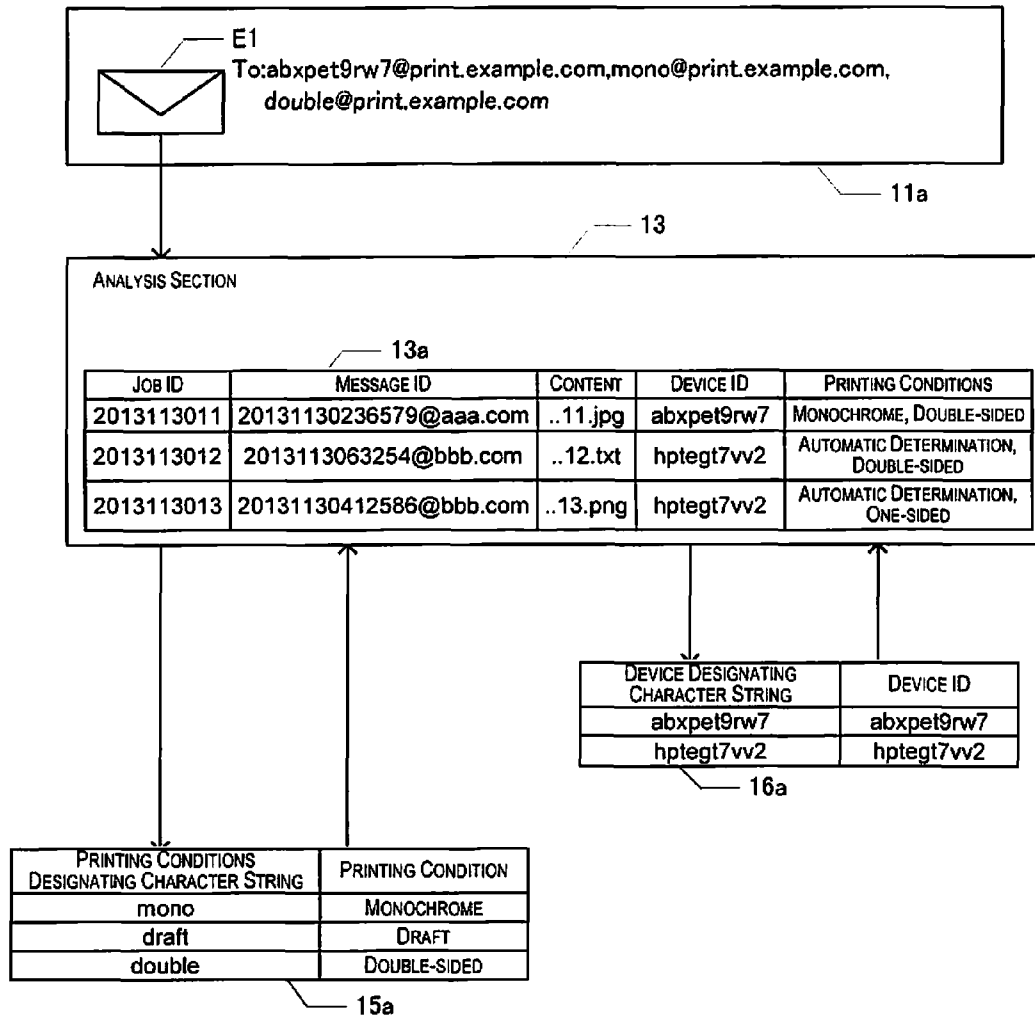 E1
To:abxpet9rw7@print.example.com,mono@print.example.com,
double@print.example.com
11a
13
ANALYSIS SECTION
13a
JOB ID MESSAGE ID CONTENT DEVICE ID PRINTING CONDITIONS
2013113011 20131130236579@aaa.com ..11.jpg abxpet9rw7 MONOCHROME, DOUBLE-SIDED
2013113012 2013113063254@bbb.com ..12.txt hptegt7vv2 AUTOMATIC DETERMINATION,
DOUBLE-SIDED
2013113013 20131130412586@bbb.com ..13.png hptegt7vv2 AUTOMATIC DETERMINATION,
ONE-SIDED
DEVICE DESIGNATING
CHARACTER STRING DEVICE ID
abxpet9rw7 abxpet9rw7
hptegt7vv2 hptegt7vv2
16a
PRINTING CONDITIONS
DESIGNATING CHARACTER STRING PRINTING CONDITION
mono MONOCHROME
draft DRAFT
double DOUBLE-SIDED
15a